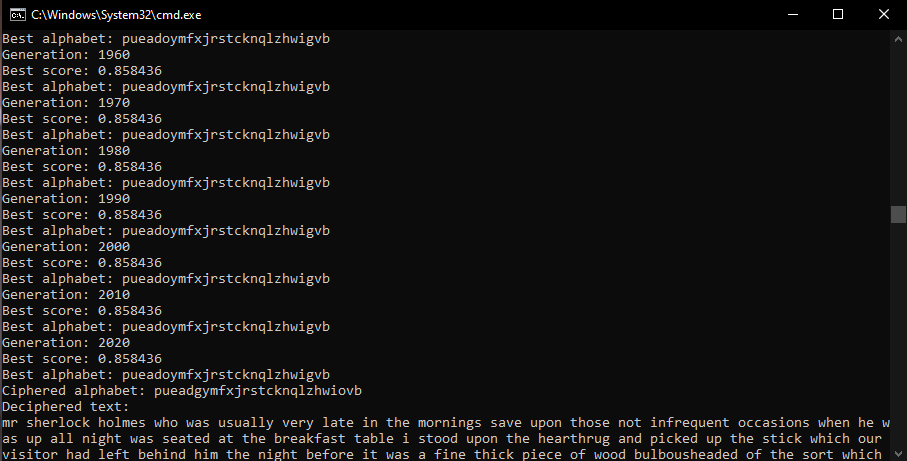 C:\Windows\System32\cmd.exe
Best alphabet: pueadoymfxjrstcknqlzhwigvb
Generation: 1960
Best score: 0.858436
Best alphabet: pueadoymfxjrstcknqlzhwigvb
Generation: 1970
Best score: 0.858436
Best alphabet: pueadoymfxjrstcknqlzhwigvb
Generation: 1980
Best score: 0.858436
Best alphabet: pueadoymfxjrstcknqlzhwigvb
Generation: 1990
Best score: 0.858436
Best alphabet: pueadoymfxjrstcknqlzhwigvb
Generation: 2000
Best score: 0.858436
Best alphabet: pueadoymfxjrstcknqlzhwigvb
Generation: 2010
Best score: 0.858436
Best alphabet: pueadoymfxjrstcknqlzhwigvb
Generation: 2020
Best score: 0.858436
Best alphabet: pueadoymfxjrstcknqlzhwigvb
Ciphered alphabet: pueadgymfxjrstcknqlzhwiovb
Deciphered text:
mr sherlock holmes who was usually very late in the mornings save upon those not infrequent occasions when he w
as up all night was seated at the breakfast table i stood upon the hearthrug and picked up the stick which our
visitor had left behind him the night before it was a fine thick piece of wood bulbousheaded of the sort which